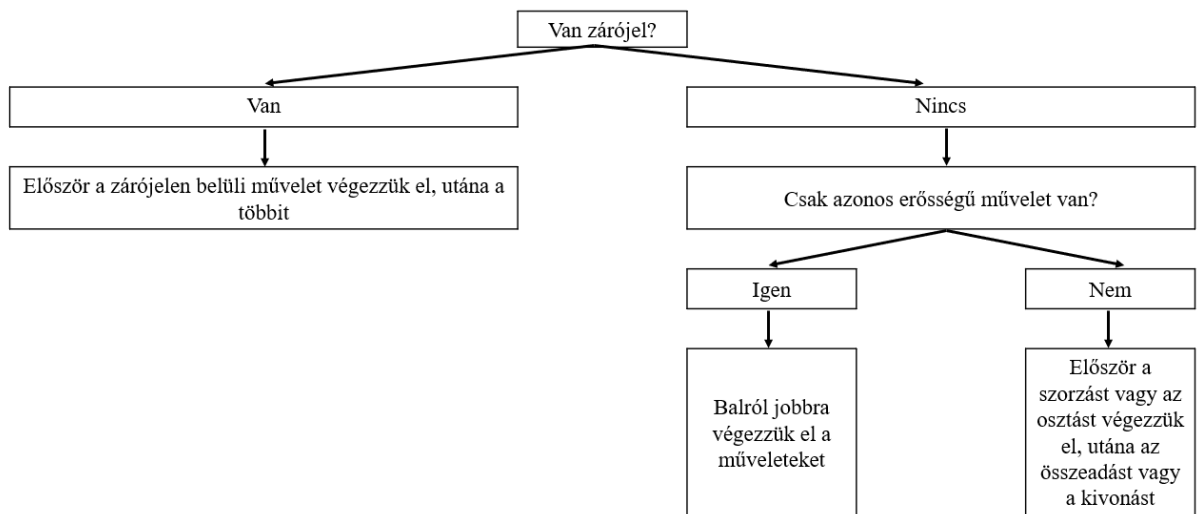 Van zárójel?
Van
Nincs
Először a zárójelen belüli művelet végezzük el, utána a
többit
Csak azonos erősségű művelet van?
Igen
Nem
Balról jobbra
végezzük el a
műveleteket
Először a
szorzást vagy az
osztást végezzük
el, utána az
összeadást vagy
a kivonást